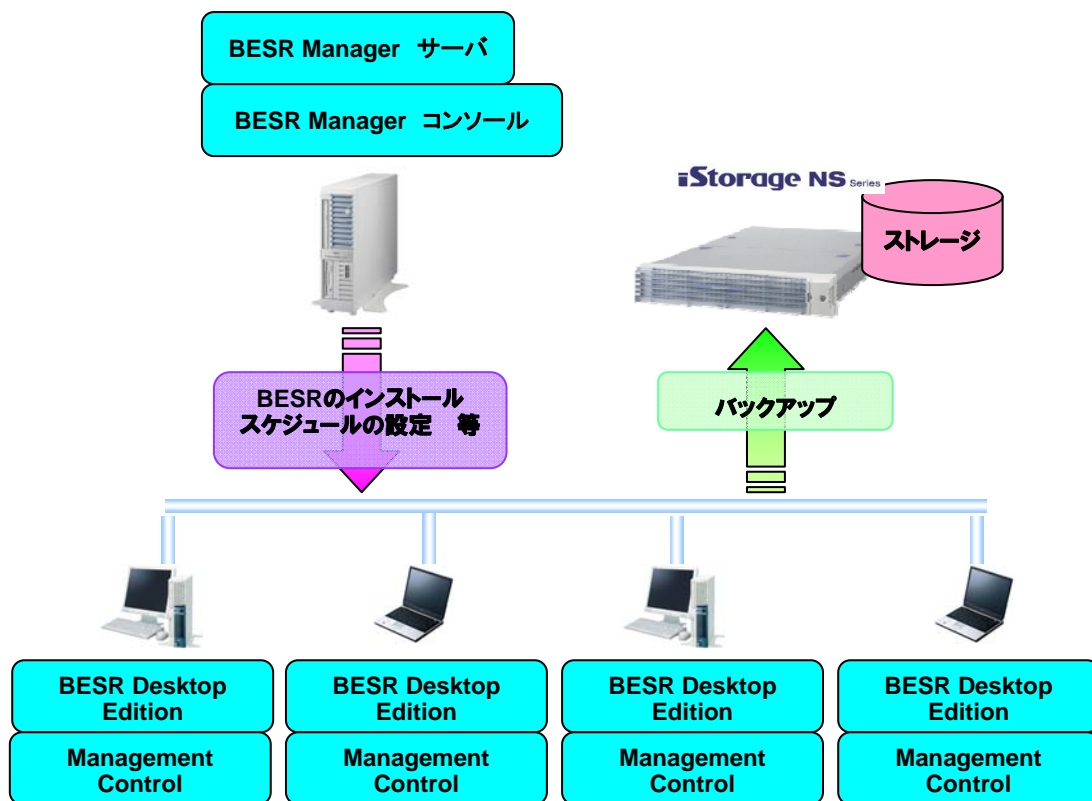 BESR Manager サーバ
BESR Manager コンソール
iStorage NS Series
ストレージ
BESRのインストール
スケジュールの設定　等
バックアップ
BESR Desktop
Edition
Management
Control
BESR Desktop
Edition
Management
Control
BESR Desktop
Edition
Management
Control
BESR Desktop
Edition
Management
Control